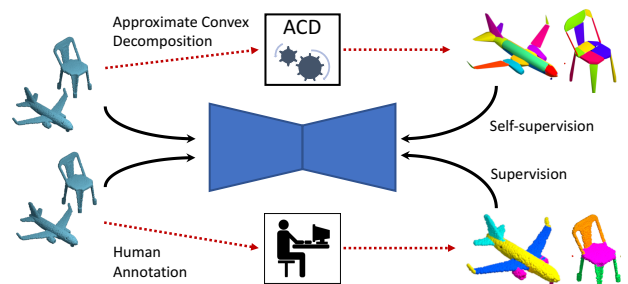 Approximate Convex
Decomposition
ACD
Self-supervision
Supervision
Human
Annotation